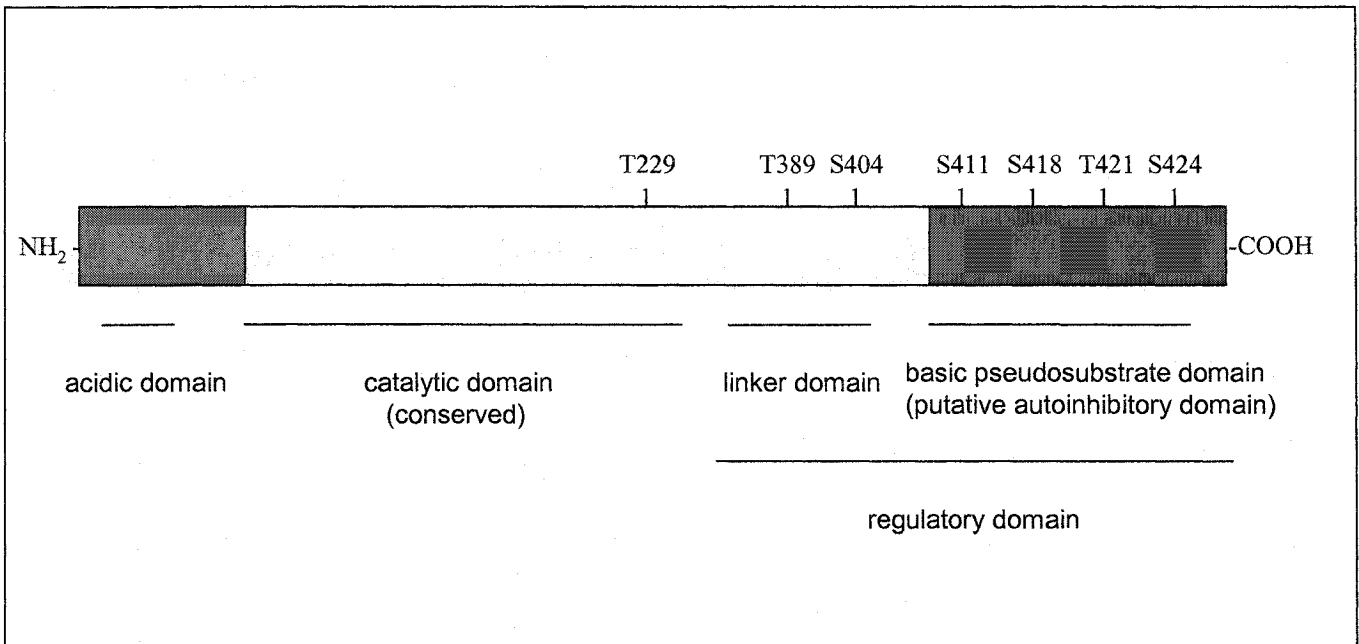 T229 T389 S404 S411 S418 T421 S424
NH2 -COOH
acidic domain catalytic domain linker domain basic pseudosubstrate domain
(conserved) (putative autoinhibitory domain)
regulatory domain